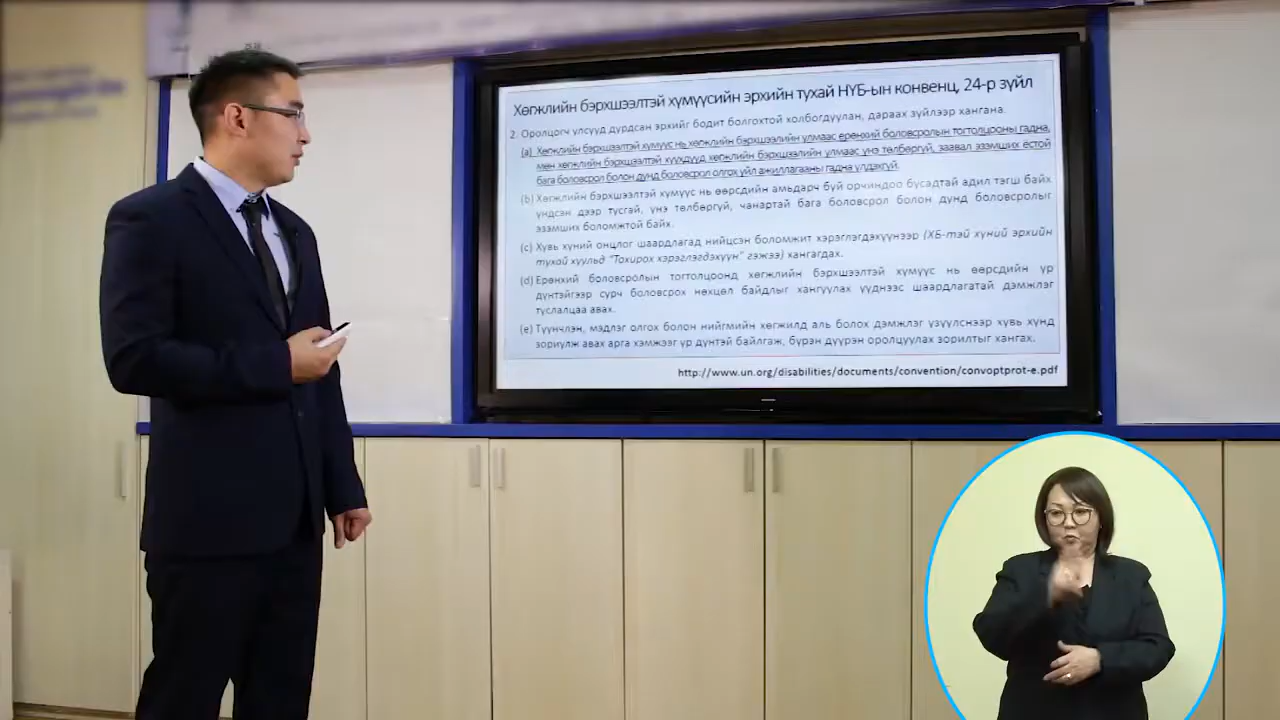 Хөгжлийн бэрхшээлтэй хүмүүсийн эрхийн тухай НҮБ-ын конвенц, 24-р зүйл
2. Оролцогч улсууд дурдсан эрхийг бодит болгохтой холбогдуулан, дараах зүйлээр хангана.
(a) Хөгжлийн бэрхшээлтэй хүмүүс нь хөгжлийн бэрхшээлийн улмаас ерөнхий боловсролын тогтолцооны гадна,
мөн хөгжлийн бэрхшээлтэй хүүхдүүд хөгжлийн бэрхшээлийн улмаас үнэ төлбөргүй, заавал эзэмших ёстой
бага боловсрол болон дунд боловсрол олгох үйл ажиллагааны гадна үлдэхгүй.
(b) Хөгжлийн бэрхшээлтэй хүмүүс нь өөрсдийн амьдарч буй орчиндоо бусадтай адил тэгш байх
үндсэн дээр тусгай, үнэ төлбөргүй, чанартай бага боловсрол болон дунд боловсролыг
эзэмших боломжтой байх.
(c) Хувь хүний онцлог шаардлагад нийцсэн боломжит хэрэглэгдэхүүнээр (ХБ-тэй хүний эрхийн
тухай хуульд “Тохирох хэрэглэгдэхүүн” гэжээ) хангагдах.
(d) Ерөнхий боловсролын тогтолцоонд хөгжлийн бэрхшээлтэй хүмүүс нь өөрсдийн үр
дүнтэйгээр сурч боловсрох нөхцөл байдлыг хангуулах үүднээс шаардлагатай дэмжлэг
туслалцаа авах.
(e) Түүнчлэн, мэдлэг олгох болон нийгмийн хөгжилд аль болох дэмжлэг үзүүлснээр хувь хүнд
зориулж авах арга хэмжээг үр дүнтэй байлгаж, бүрэн дүүрэн оролцуулах зорилтыг хангах.
http://www.un.org/disabilities/documents/convention/convoptprot-e.pdf